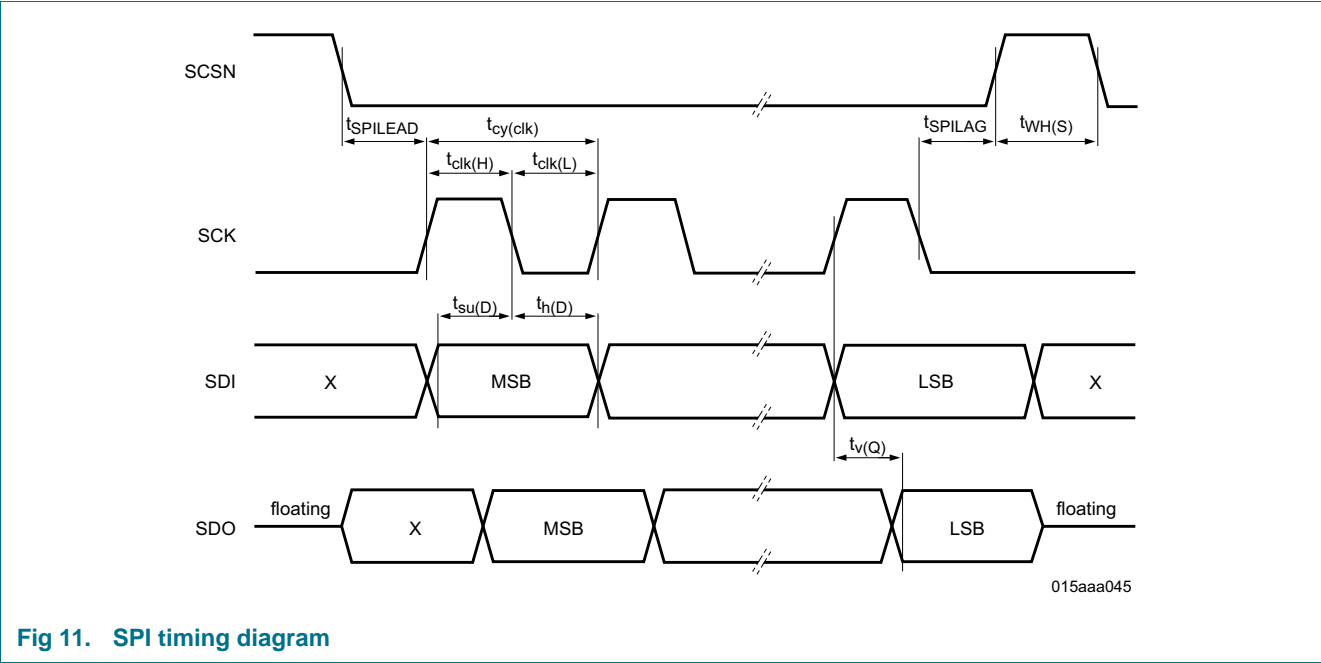 SCSN
tSPILEAD
tcy(clk)
tSPILAG
tWH(S)
tclk(H)
tclk(L)
SCK
tsu(D)
th(D)
SDI
X
MSB
LSB
X
tv(Q)
SDO
floating
X
MSB
LSB
floating
015aaa045
Fig 11. SPI timing diagram